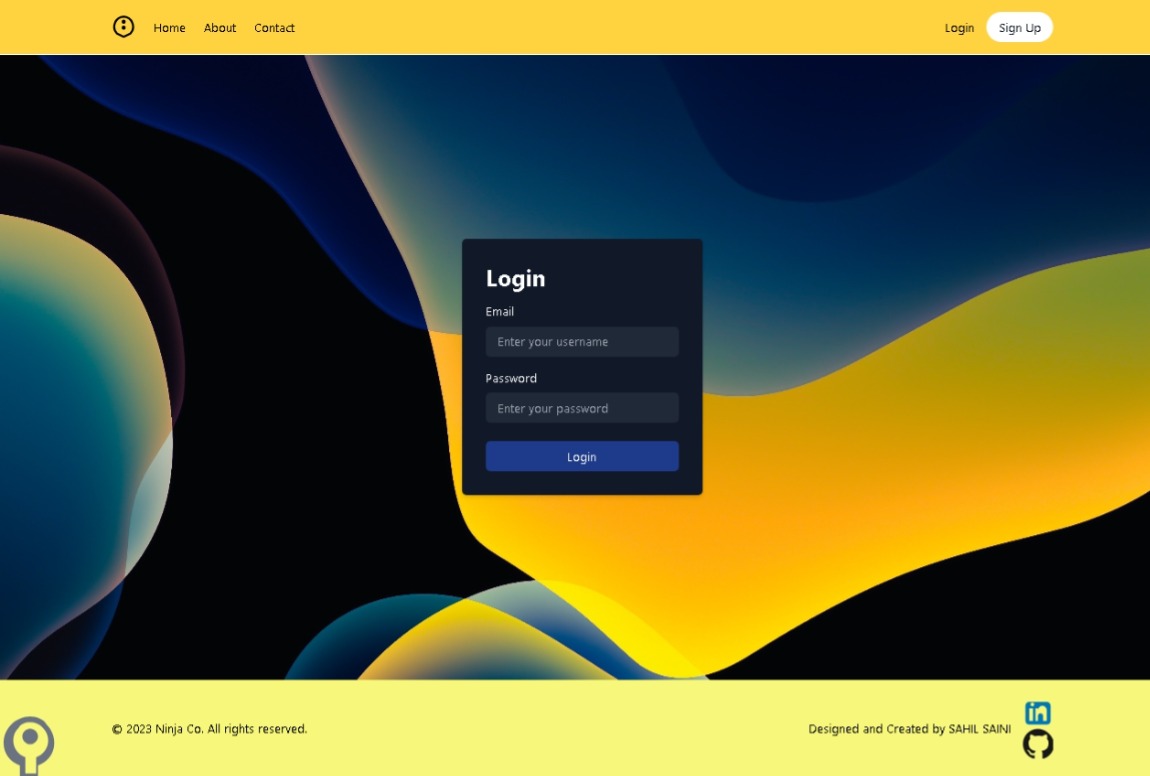 Home About Contact Login Sign Up
Login
Email
Enter your username
Password
Enter your password
Login
© 2023 Ninja Co. All rights reserved. Designed and Created by SAHIL SAINI
in